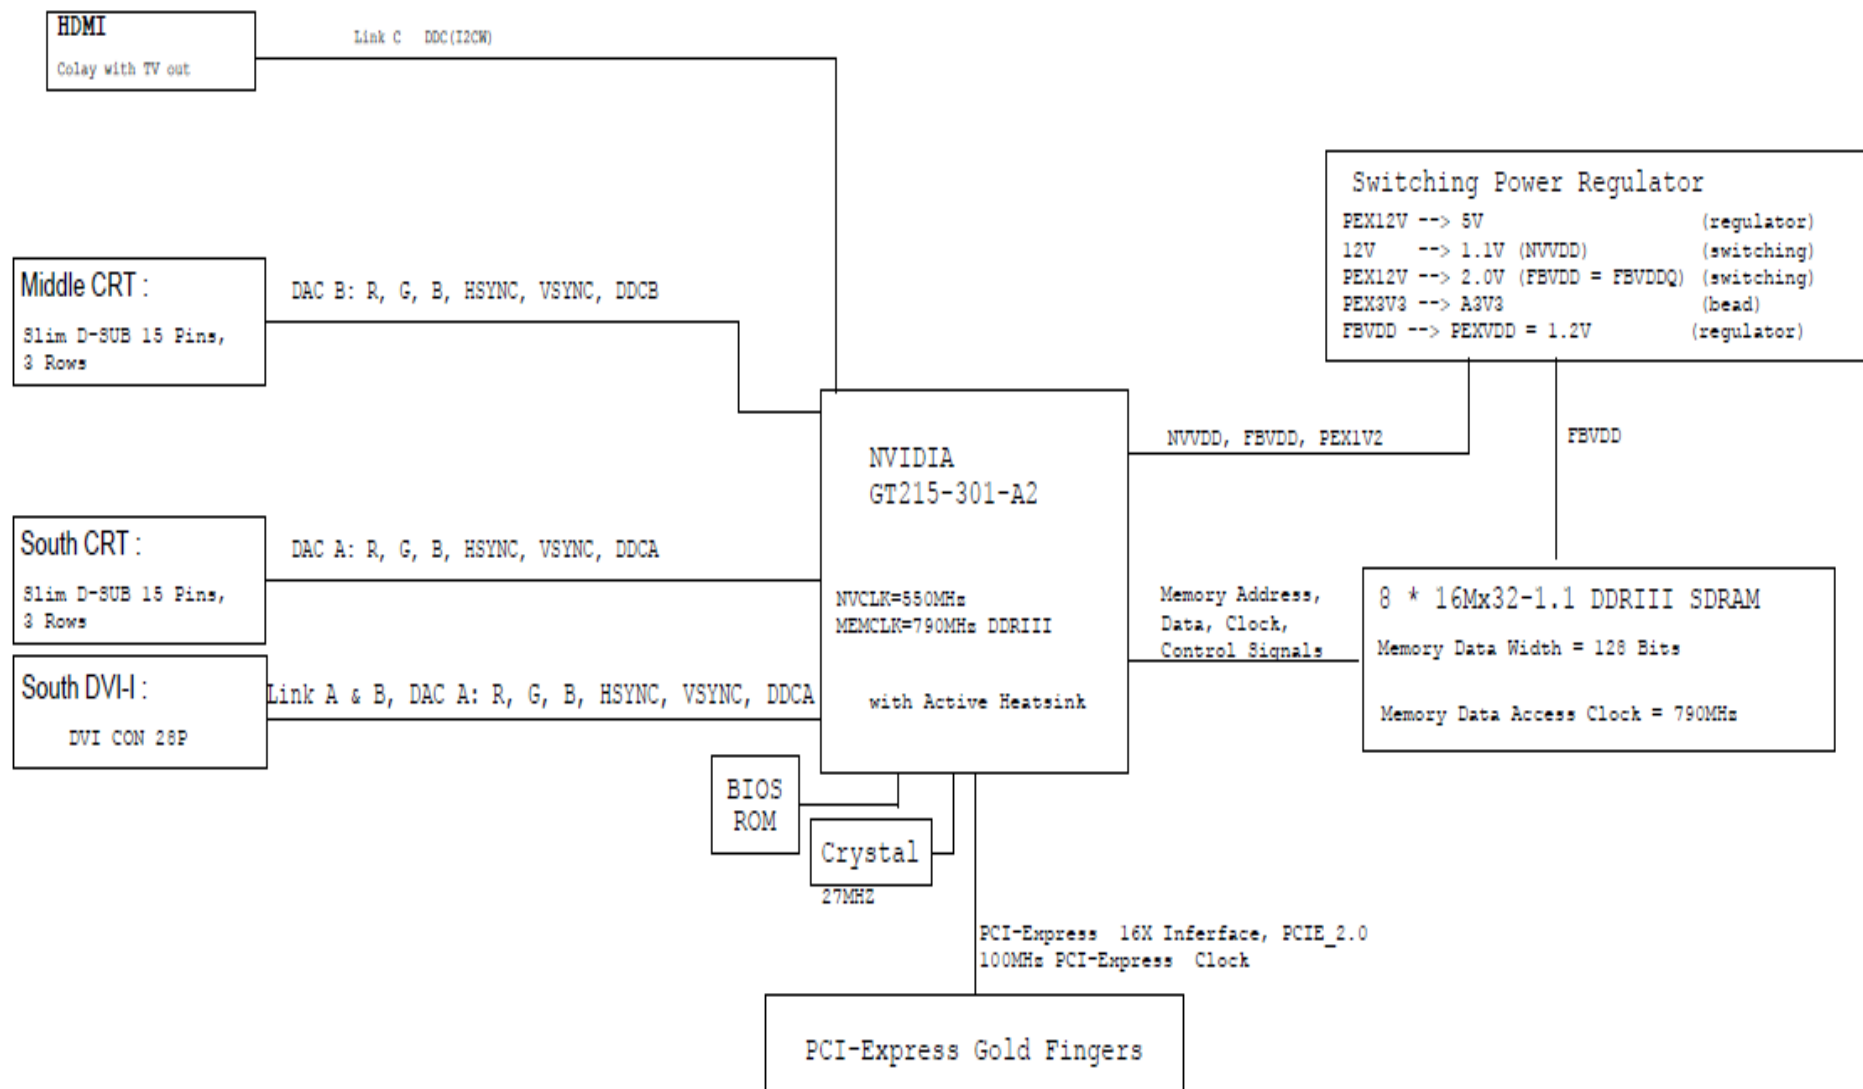 HDMI
Colay with TV out
Link C DDC(I2CW)
Switching Power Regulator
PEX12V --> 5V (regulator)
12V --> 1.1V (NVVDD) (switching)
PEX12V --> 2.0V (FBVDD = FBVDDQ) (switching)
PEX3V3 --> A3V3 (bead)
FBVDD --> PEXVDD = 1.2V (regulator)
Middle CRT :
Slim D-SUB 15 Pins,
3 Rows
DAC B: R, G, B, HSYNC, VSYNC, DDCB
NVVDD, FBVDD, PEX1V2
FBVDD
NVIDIA
GT215-301-A2
NVCLK=550MHz
MEMCLK=790MHz DDRIII
with Active Heatsink
South CRT :
Slim D-SUB 15 Pins,
3 Rows
DAC A: R, G, B, HSYNC, VSYNC, DDCA
Memory Address,
Data, Clock,
Control Signals
8 * 16Mx32-1.1 DDRIII SDRAM
Memory Data Width = 128 Bits
Memory Data Access Clock = 790MHz
South DVI-I :
DVI CON 28P
Link A & B, DAC A: R, G, B, HSYNC, VSYNC, DDCA
BIOS
ROM
Crystal
27MHZ
PCI-Express 16X Inferface, PCIE_2.0
100MHz PCI-Express Clock
PCI-Express Gold Fingers